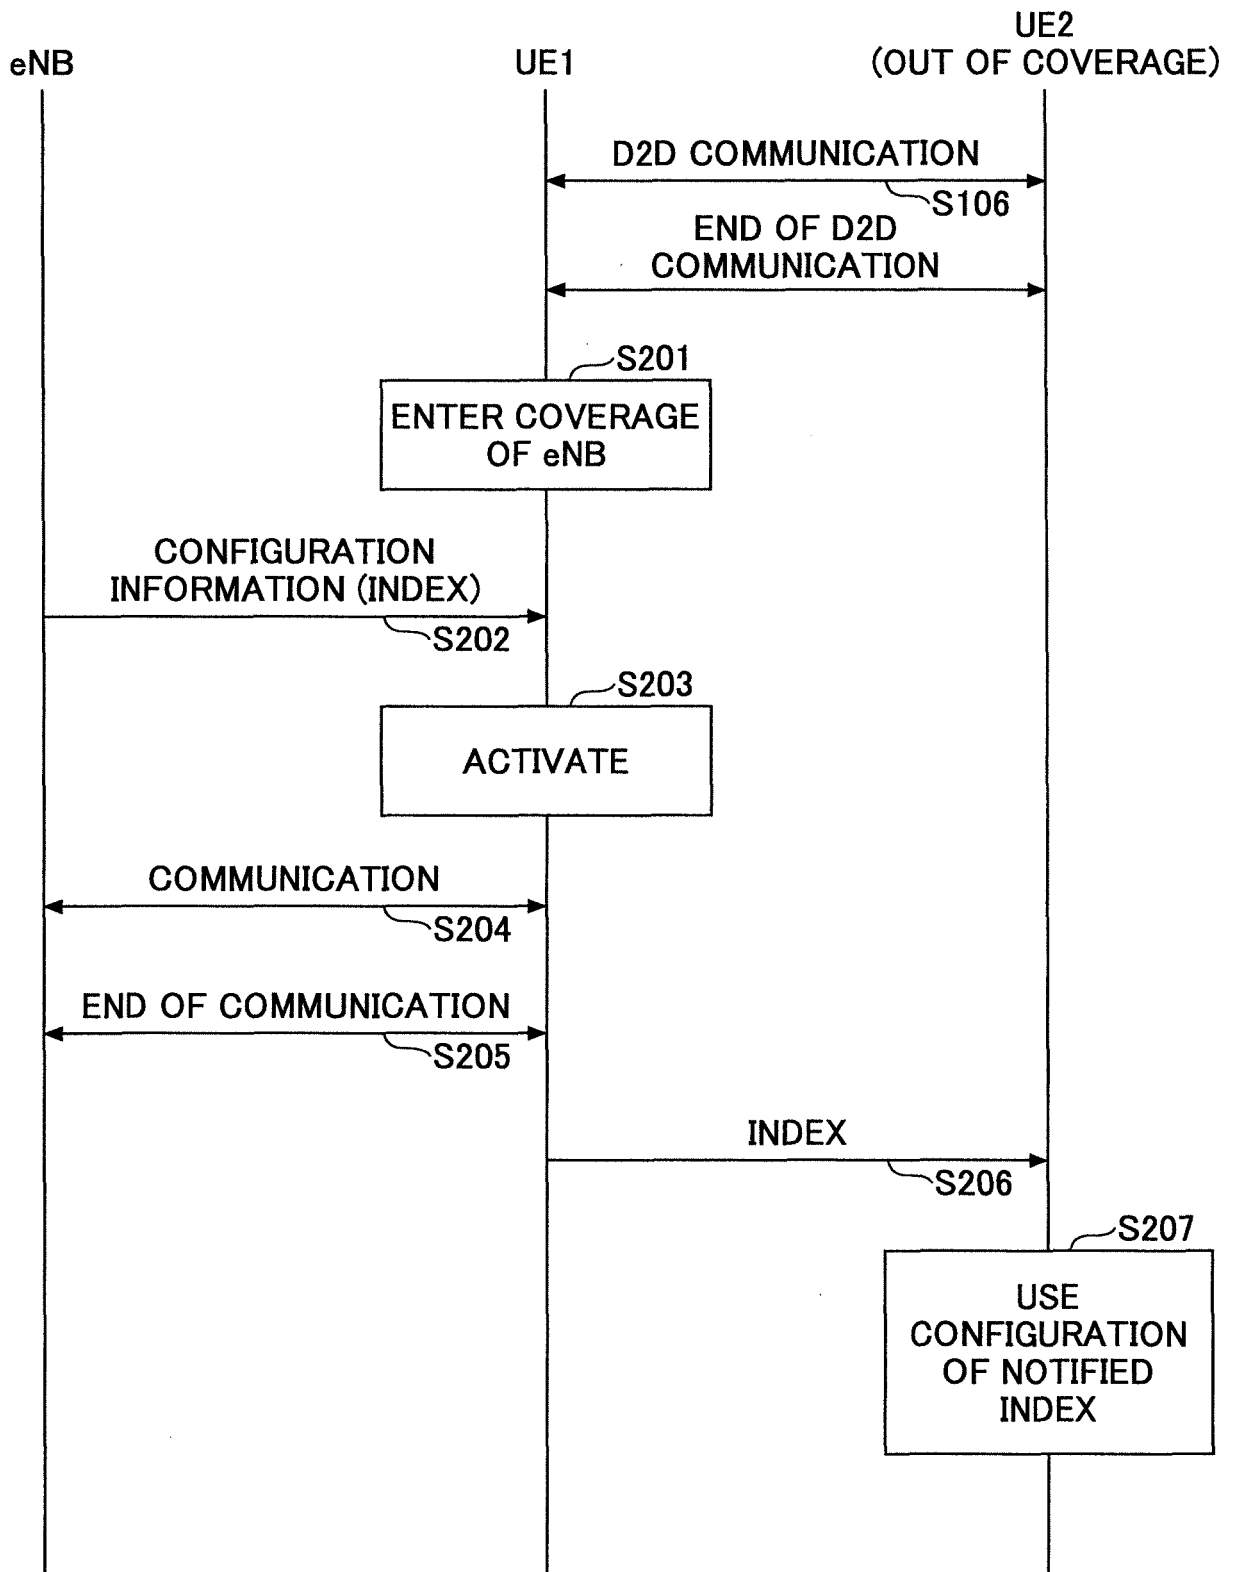 eNB
UE1
UE2
(OUT OF COVERAGE)
D2D COMMUNICATION
S106
END OF D2D
COMMUNICATION
S201
ENTER COVERAGE
OF eNB
CONFIGURATION
INFORMATION (INDEX)
S202
S203
ACTIVATE
COMMUNICATION
S204
END OF COMMUNICATION
S205
INDEX
S206
S207
USE
CONFIGURATION
OF NOTIFIED
INDEX